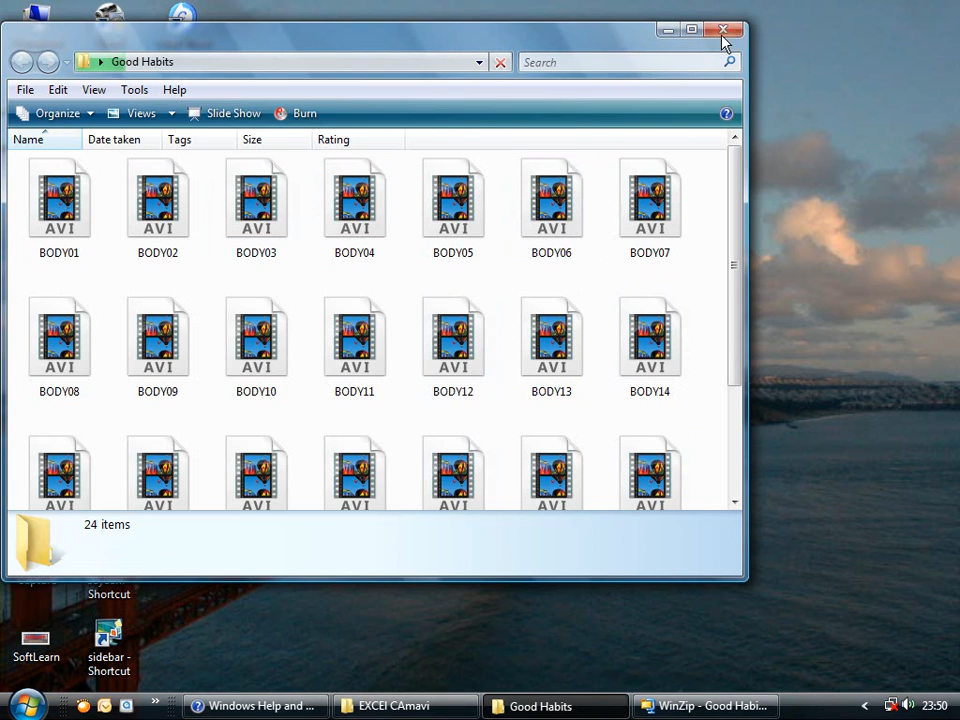 Good Habits
Search
File Edit View Tools Help
Organize Views Slide Show Burn
Name Date taken Tags Size Rating
AVI AVI AVI AVI AVI AVI AVI
BODY01 BODY02 BODY03 BODY04 BODY05 BODY06 BODY07
AVI AVI AVI AVI AVI AVI AVI
BODY08 BODY09 BODY10 BODY11 BODY12 BODY13 BODY14
AVI AVI AVI AVI AVI AVI AVI
24 items
Shortcut
SoftLearn sidebar -
Shortcut
Windows Help and ... EXCEl CAmavi Good Habits WinZip - Good Habi... 23:50